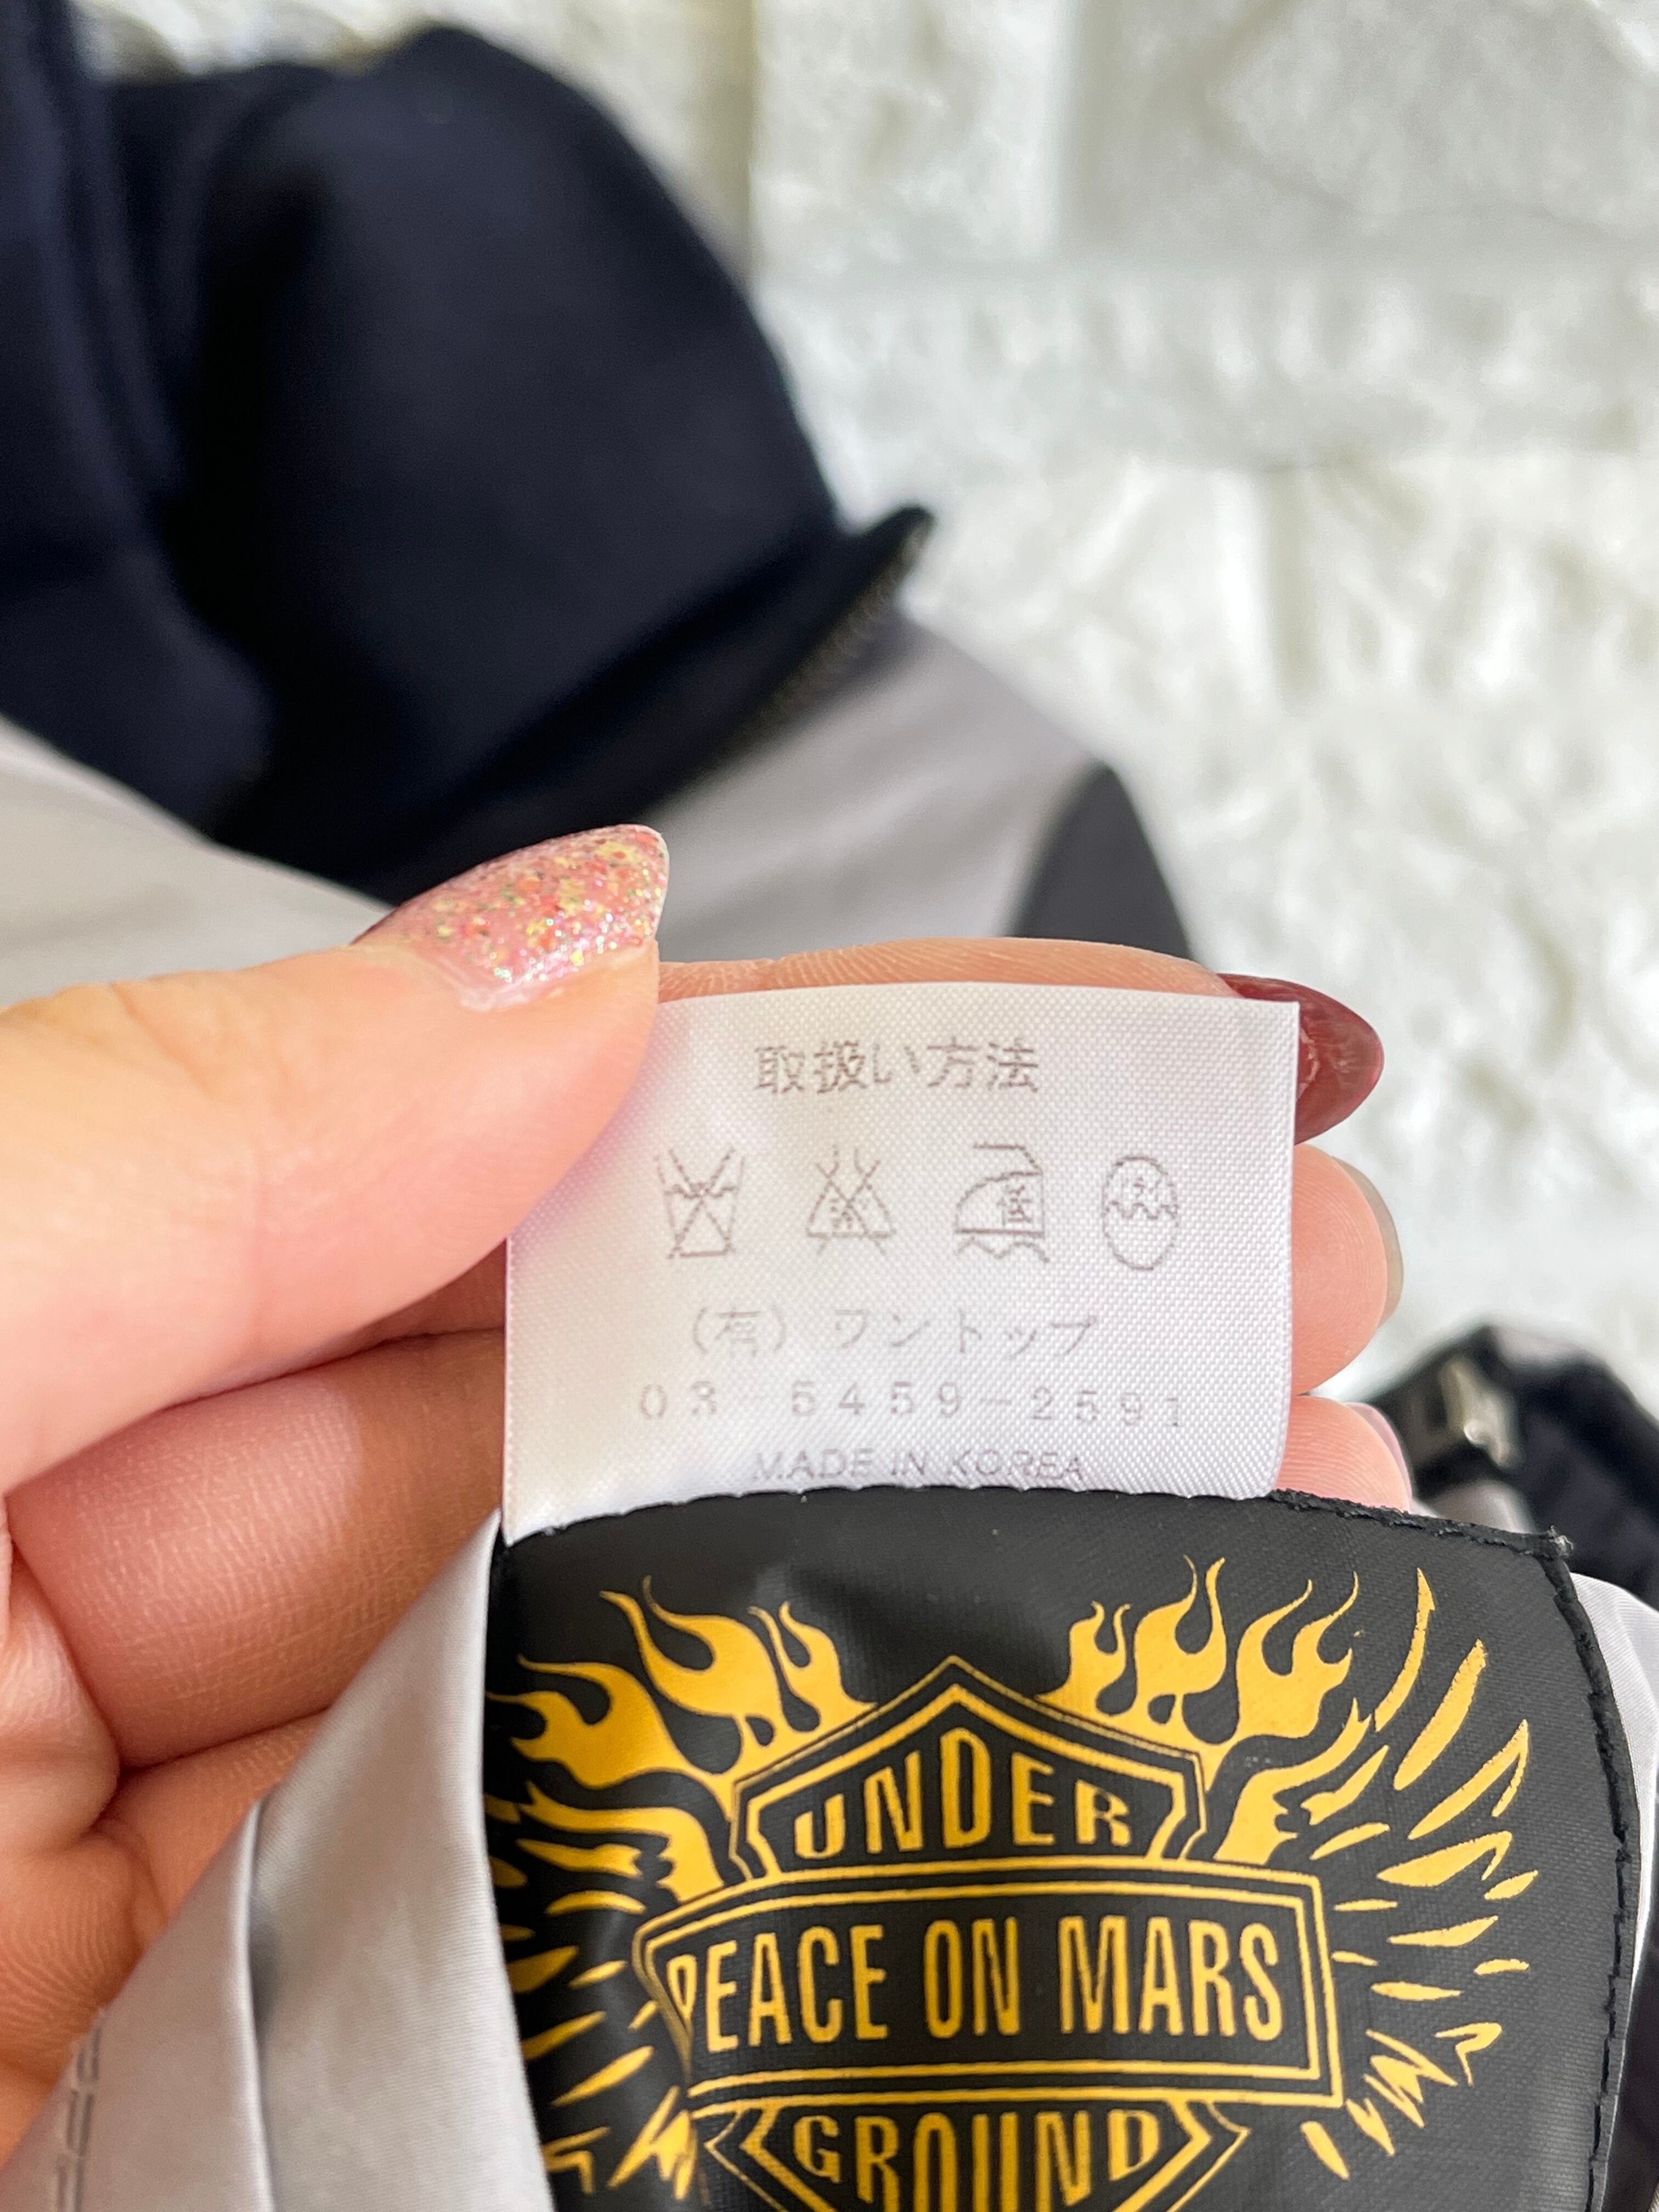 取扱い方法
(有) ワントップ
03 5459-2591
MADE IN KOREA
UNDER
PEACE ON MARS
GROUND